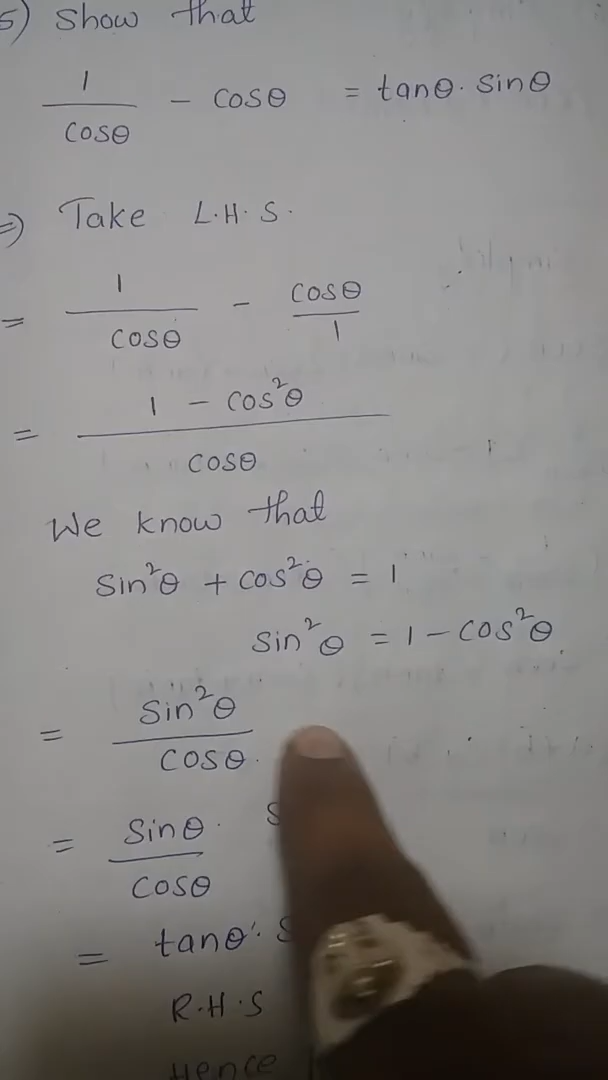 5) Show that
1/cosθ - cosθ = tanθ. sinθ
=> Take L.H.S.
= 1/cosθ - cosθ/1
= 1 - cos²θ/cosθ
We know that
Sin²θ + cos²θ = 1
sin²θ = 1 - cos²θ
= Sin²θ/cosθ.
= Sinθ/cosθ . S
= tanθ. S
R.H.S
Hence